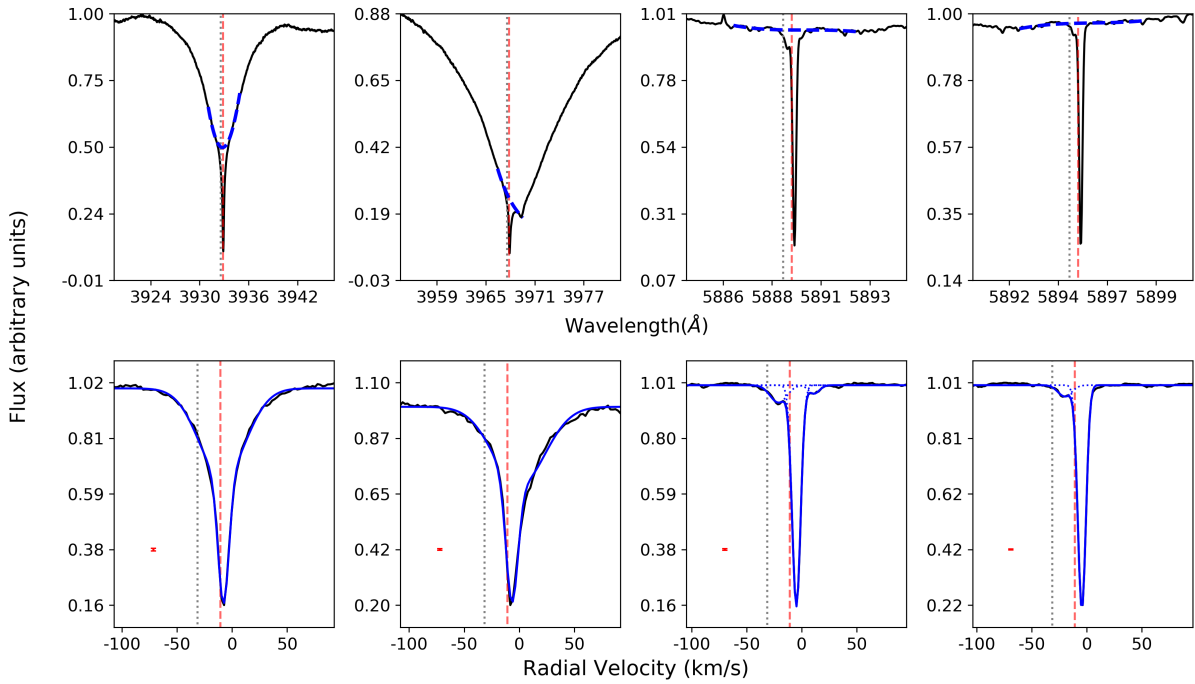 Flux (arbitrary units)
1.00 0.88 1.01 1.00
0.75 0.65 0.78 0.78
0.50 0.42 0.54 0.57
0.24 0.19 0.31 0.35
-0.01 -0.03 0.07 0.14
3924 3930 3936 3942 3959 3965 3971 3977 5886 5888 5891 5893 5892 5894 5897 5899
Wavelength(Å)
1.02 1.10 1.01 1.01
0.81 0.87 0.80 0.81
0.59 0.65 0.59 0.62
0.38 0.42 0.38 0.42
0.16 0.20 0.16 0.22
-100 -50 0 50 -100 -50 0 50 -100 -50 0 50 -100 -50 0 50
Radial Velocity (km/s)